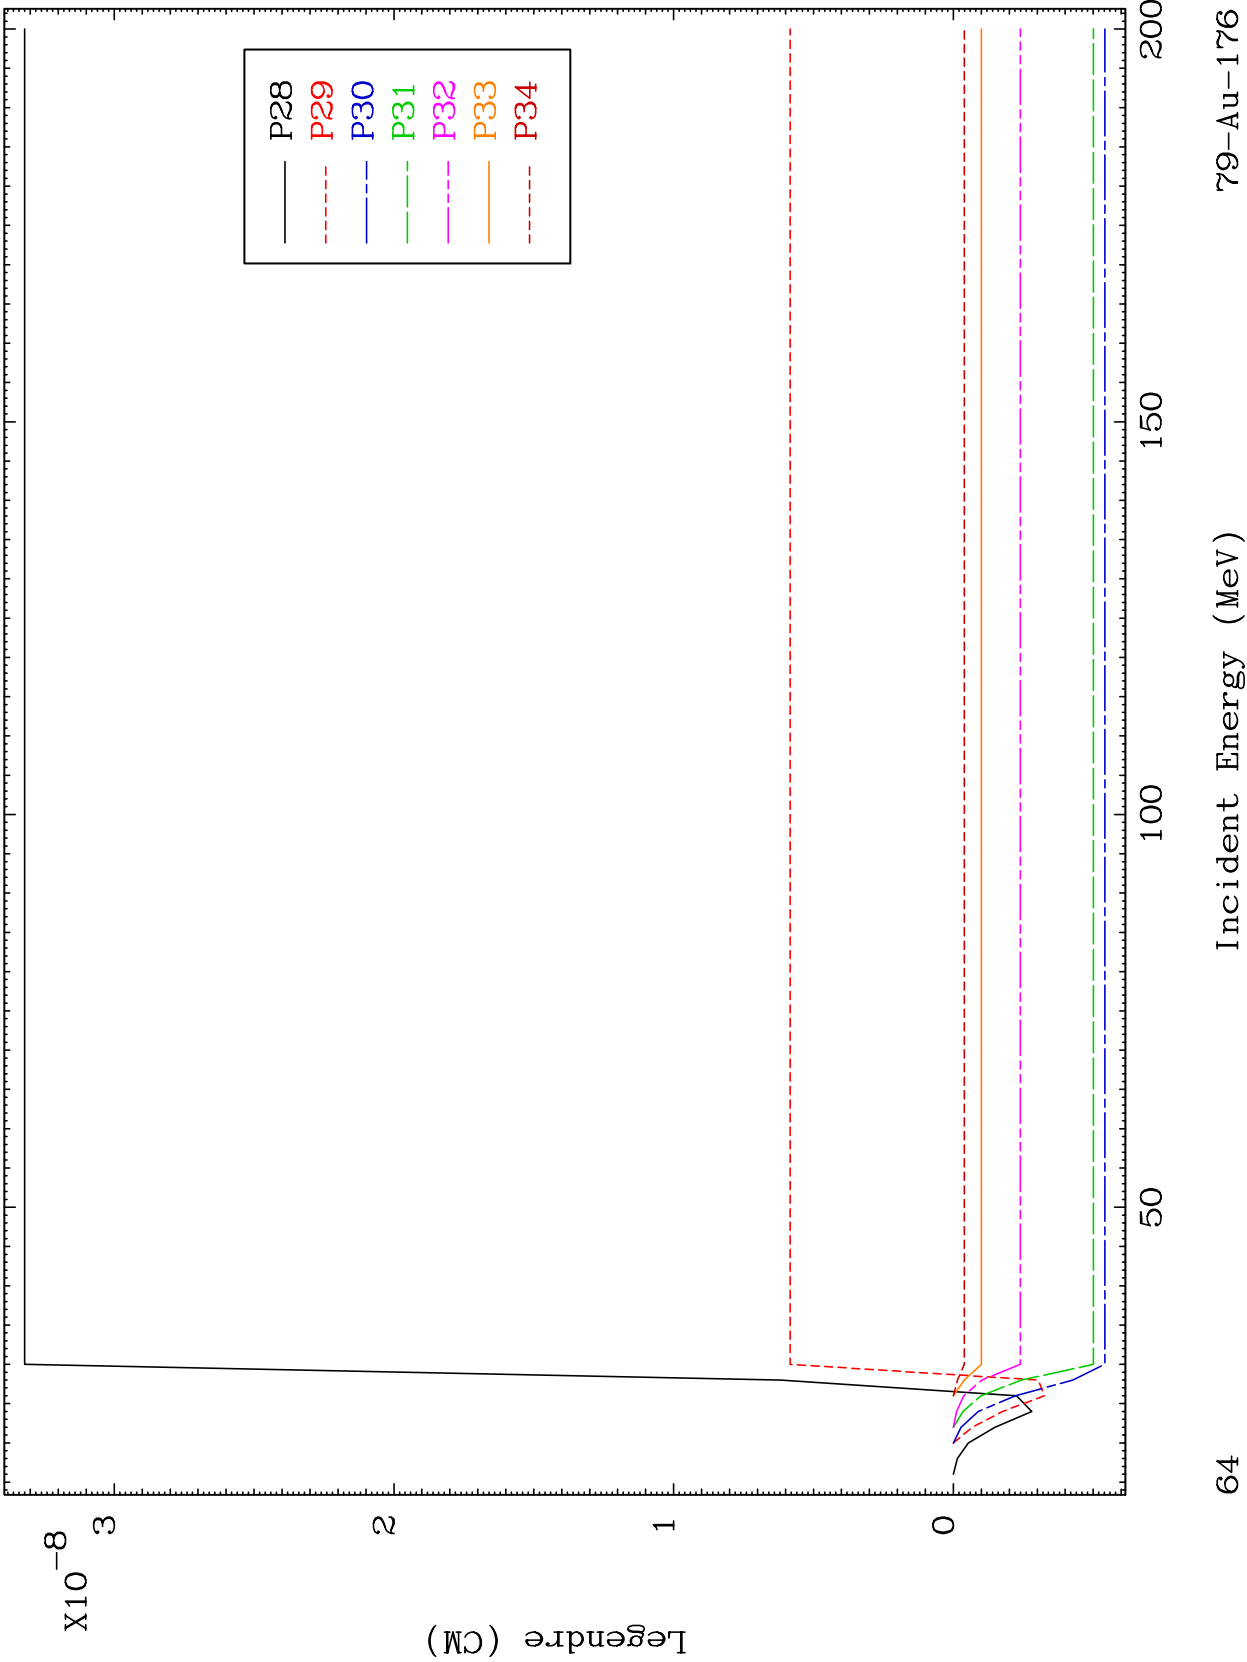 X10-8
3
2
1
0
Legendre (CM)
P28
P29
P30
P31
P32
P33
P34
50
100
150
200
64
Incident Energy (MeV)
79-Au-176